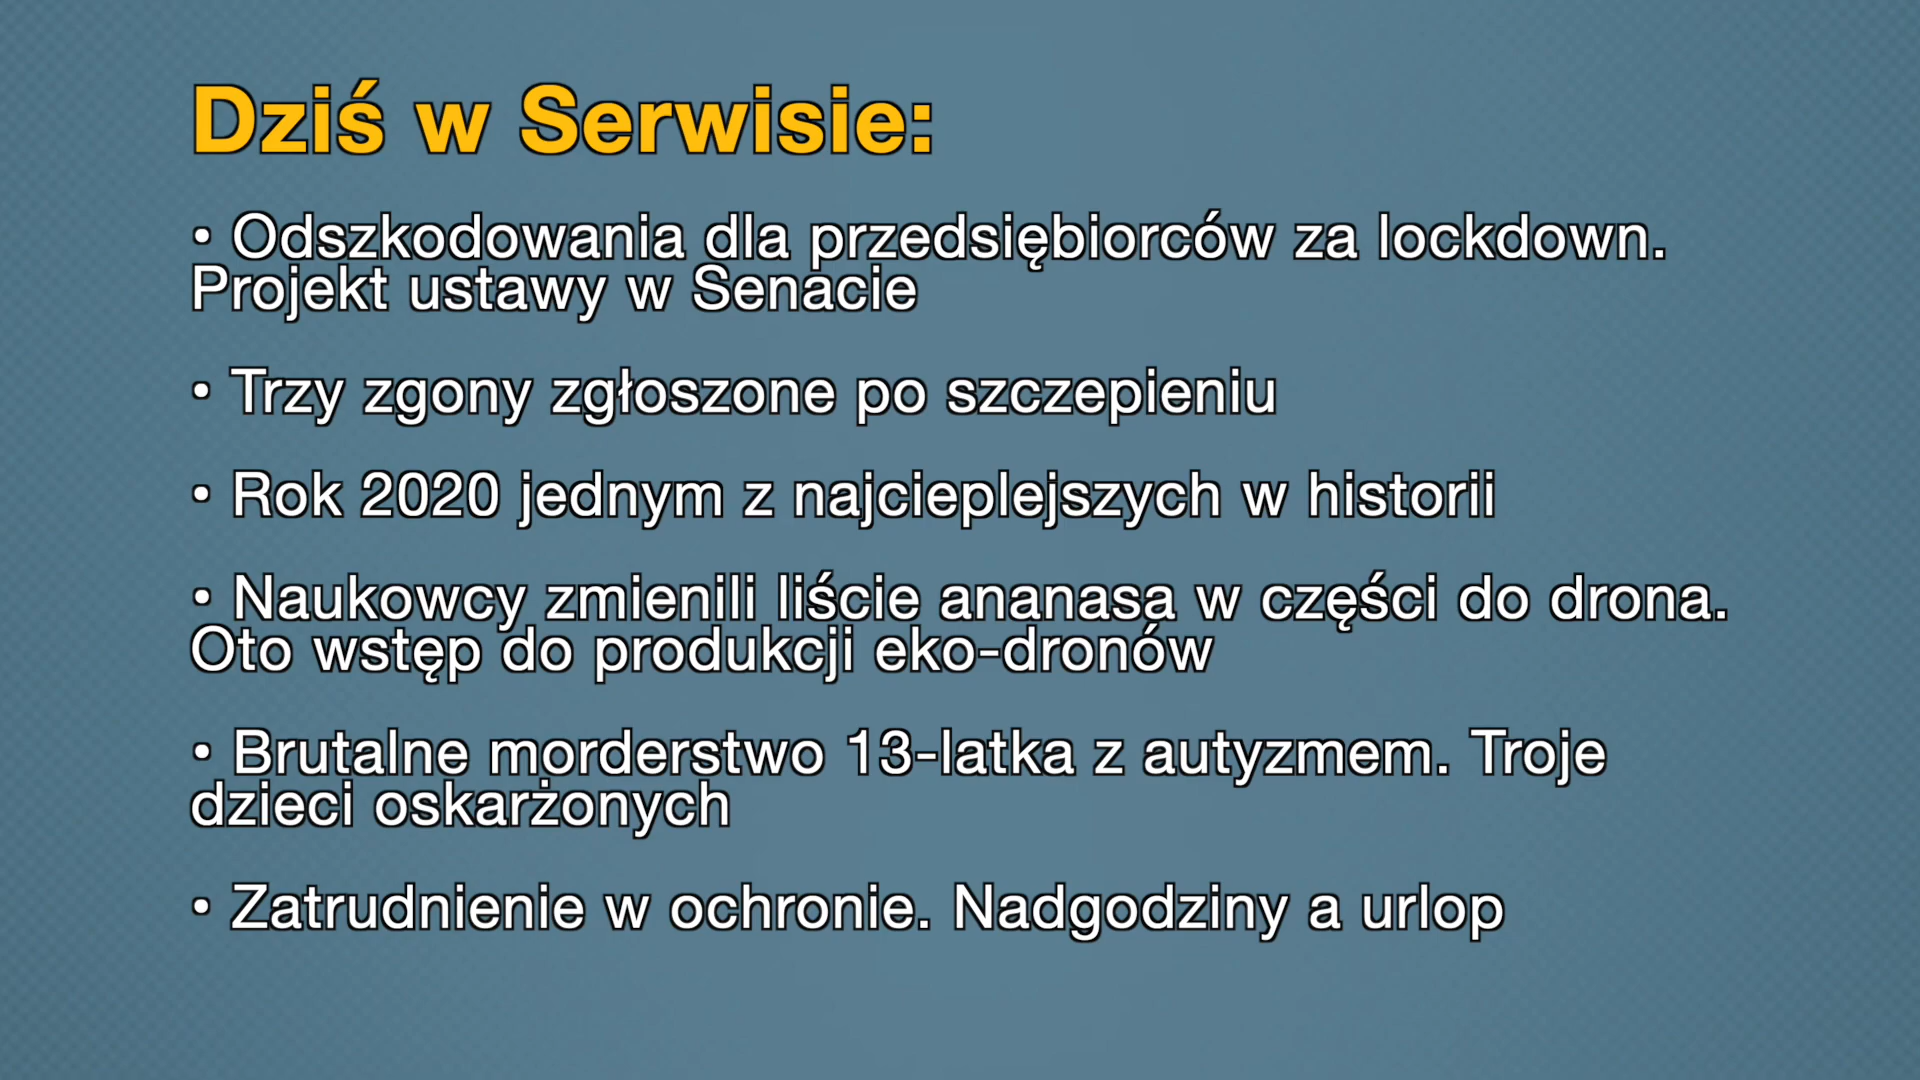 Dziś w Serwisie:
• Odszkodowania dla przedsiębiorców za lockdown.
Projekt ustawy w Senacie
• Trzy zgony zgłoszone po szczepieniu
• Rok 2020 jednym z najcieplejszych w historii
• Naukowcy zmienili liście ananasa w części do drona.
Oto wstęp do produkcji eko-dronów
• Brutalne morderstwo 13-latka z autyzmem. Troje
dzieci oskarżonych
• Zatrudnienie w ochronie. Nadgodziny a urlop